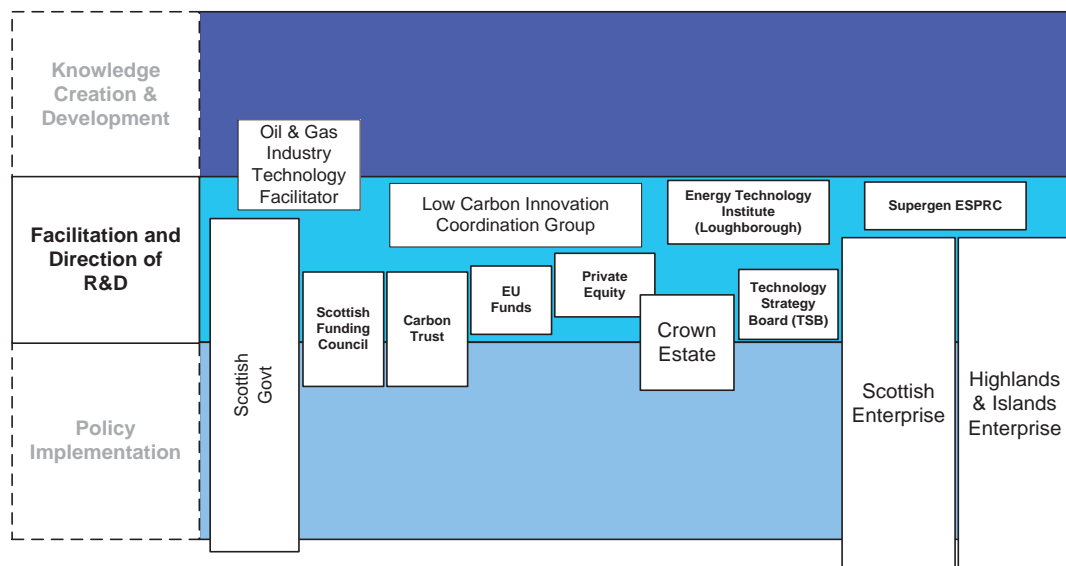 Knowledge
Creation &
Development
Oil & Gas
Industry
Technology
Facilitator
Facilitation and
Direction of
R&D
Low Carbon Innovation
Coordination Group
Energy Technology
Institute
(Loughborough)
Supergen ESPRC
Scottish
Govt
Scottish
Funding
Council
Carbon
Trust
EU
Funds
Private
Equity
Crown
Estate
Technology
Strategy
Board (TSB)
Scottish
Enterprise
Highlands
& Islands
Enterprise
Policy
Implementation